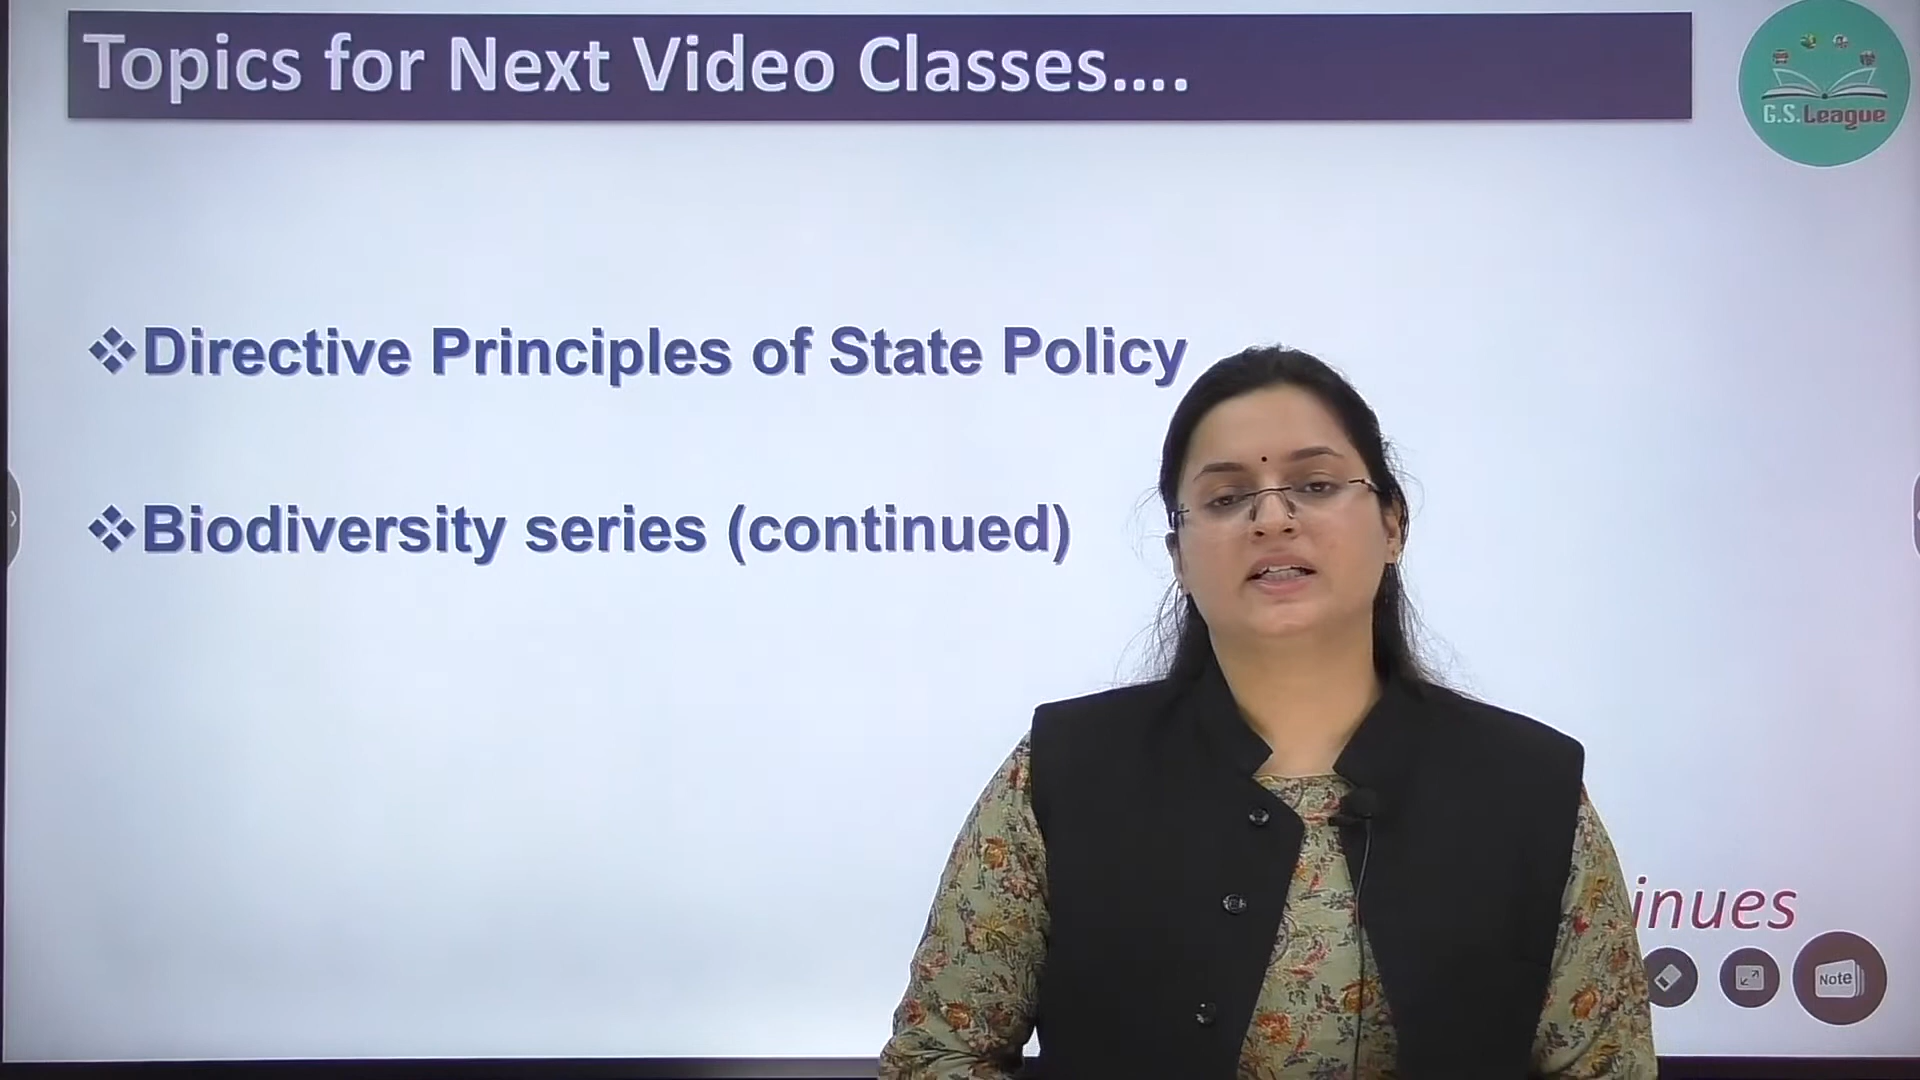 Topics for Next Video Classes....
G.S.League
❖Directive Principles of State Policy
❖Biodiversity series (continued)
inues
Note